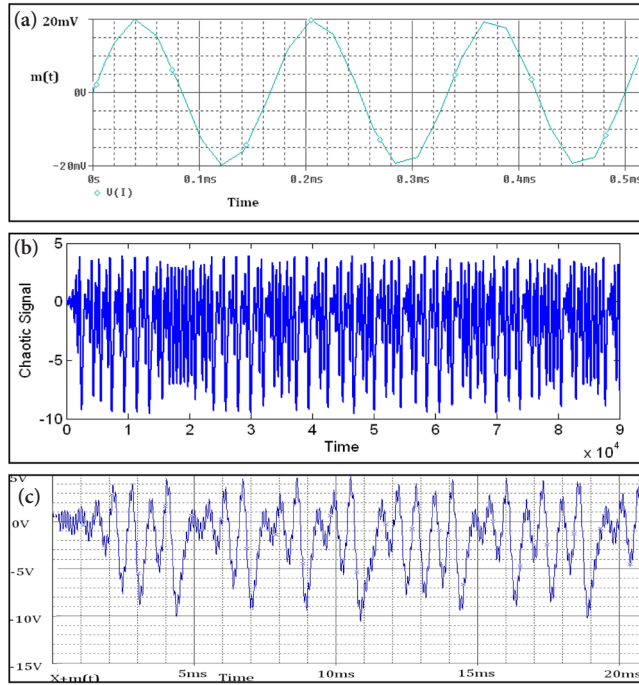 (a)
20mV
m(t)
0V
-20mV
0s 0.1ms 0.2ms 0.3ms 0.4ms 0.5ms
V(I)
Time
(b)
5
0
-5
-10
Chaotic Signal
0 1 2 3 4 5 6 7 8 9
Time
× 10⁴
(c)
5V
0V
-5V
-10V
-15V
X+m(t) 5ms Time 10ms 15ms 20ms